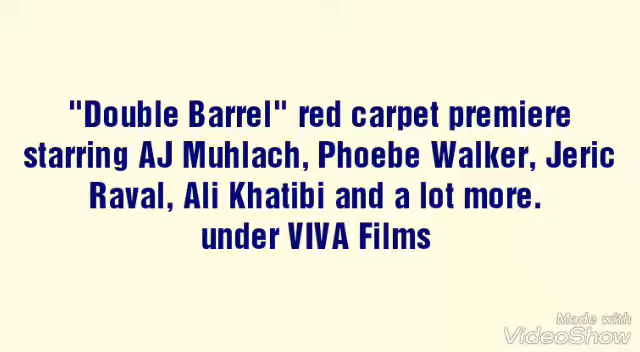 "Double Barrel" red carpet premiere
starring AJ Muhlach, Phoebe Walker, Jeric
Raval, Ali Khatibi and a lot more.
under VIVA Films
Made with
VideoShow